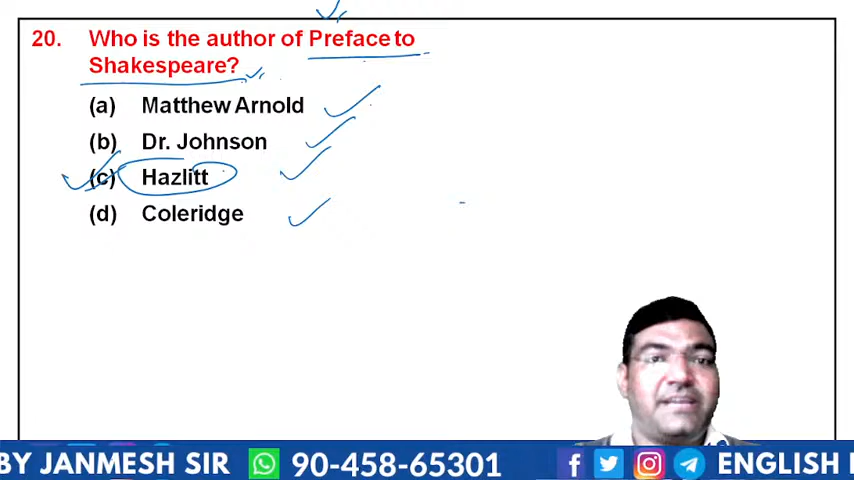 20. Who is the author of Preface to
Shakespeare?
(a) Matthew Arnold
(b) Dr. Johnson
(c) Hazlitt
(d) Coleridge
BY JANMESH SIR 90-458-65301 ENGLISH